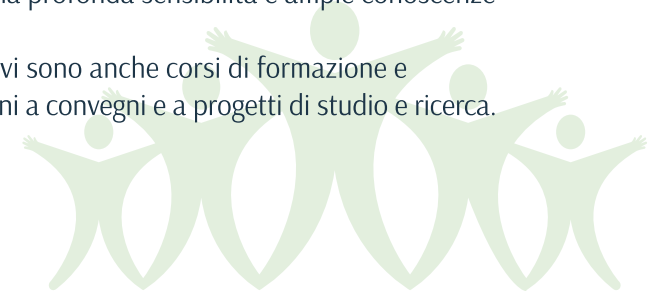 profonda sensibilità e ampie conoscenze
vi sono anche corsi di formazione e
ni a convegni e a progetti di studio e ricerca.